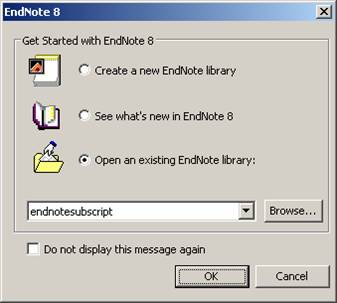 EndNote 8
Get Started with EndNote 8
Create a new EndNote library
See what's new in EndNote 8
Open an existing EndNote library:
endnotesubscript
Browse...
Do not display this message again
OK Cancel